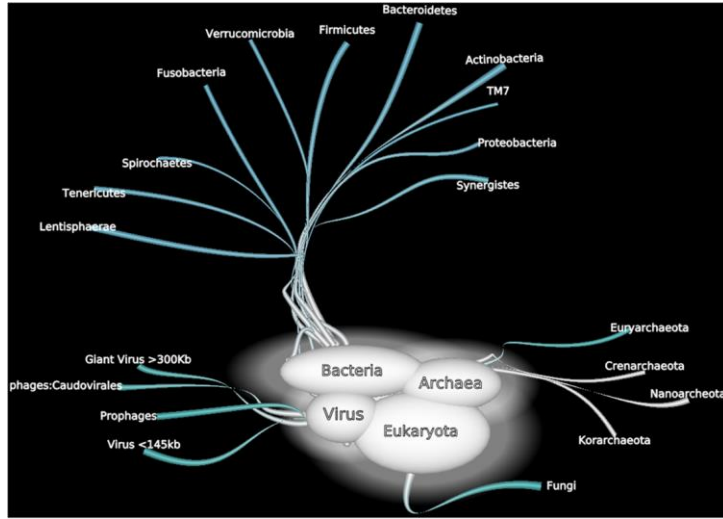 Bacteroidetes
Firmicutes
Verrucomicrobia
Actinobacteria
Fusobacteria
TM7
Proteobacteria
Spirochaetes
Synergistes
Tenericutes
Lentisphaerae
Euryarchaeota
Giant Virus >300Kb
Bacteria
Crenarchaeota
Archaea
phages:Caudovirales
Nanoarcheota
Virus
Prophages
Eukaryota
Korarchaeota
Virus <145kb
Fungi